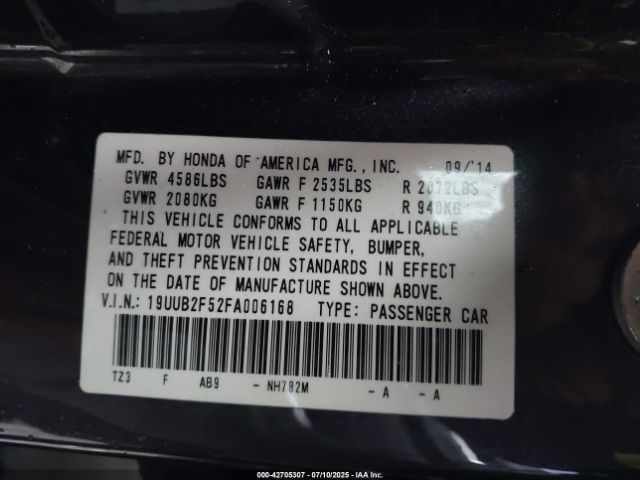 MFD. BY HONDA OF AMERICA MFG., INC. 09/'14
GVWR 4586LBS GAWR F 2535LBS R 2072LBS
GVWR 2080KG GAWR F 1150KG R 940KG
THIS VEHICLE CONFORMS TO ALL APPLICABLE
FEDERAL MOTOR VEHICLE SAFETY, BUMPER,
AND THEFT PREVENTION STANDARDS IN EFFECT
ON THE DATE OF MANUFACTURE SHOWN ABOVE.
V.I.N.: 19UUB2F52FA006168 TYPE: PASSENGER CAR
TZ3 F AB9 - NH782M - A - A
000-42705307 - 07/10/2025 - IAA Inc.